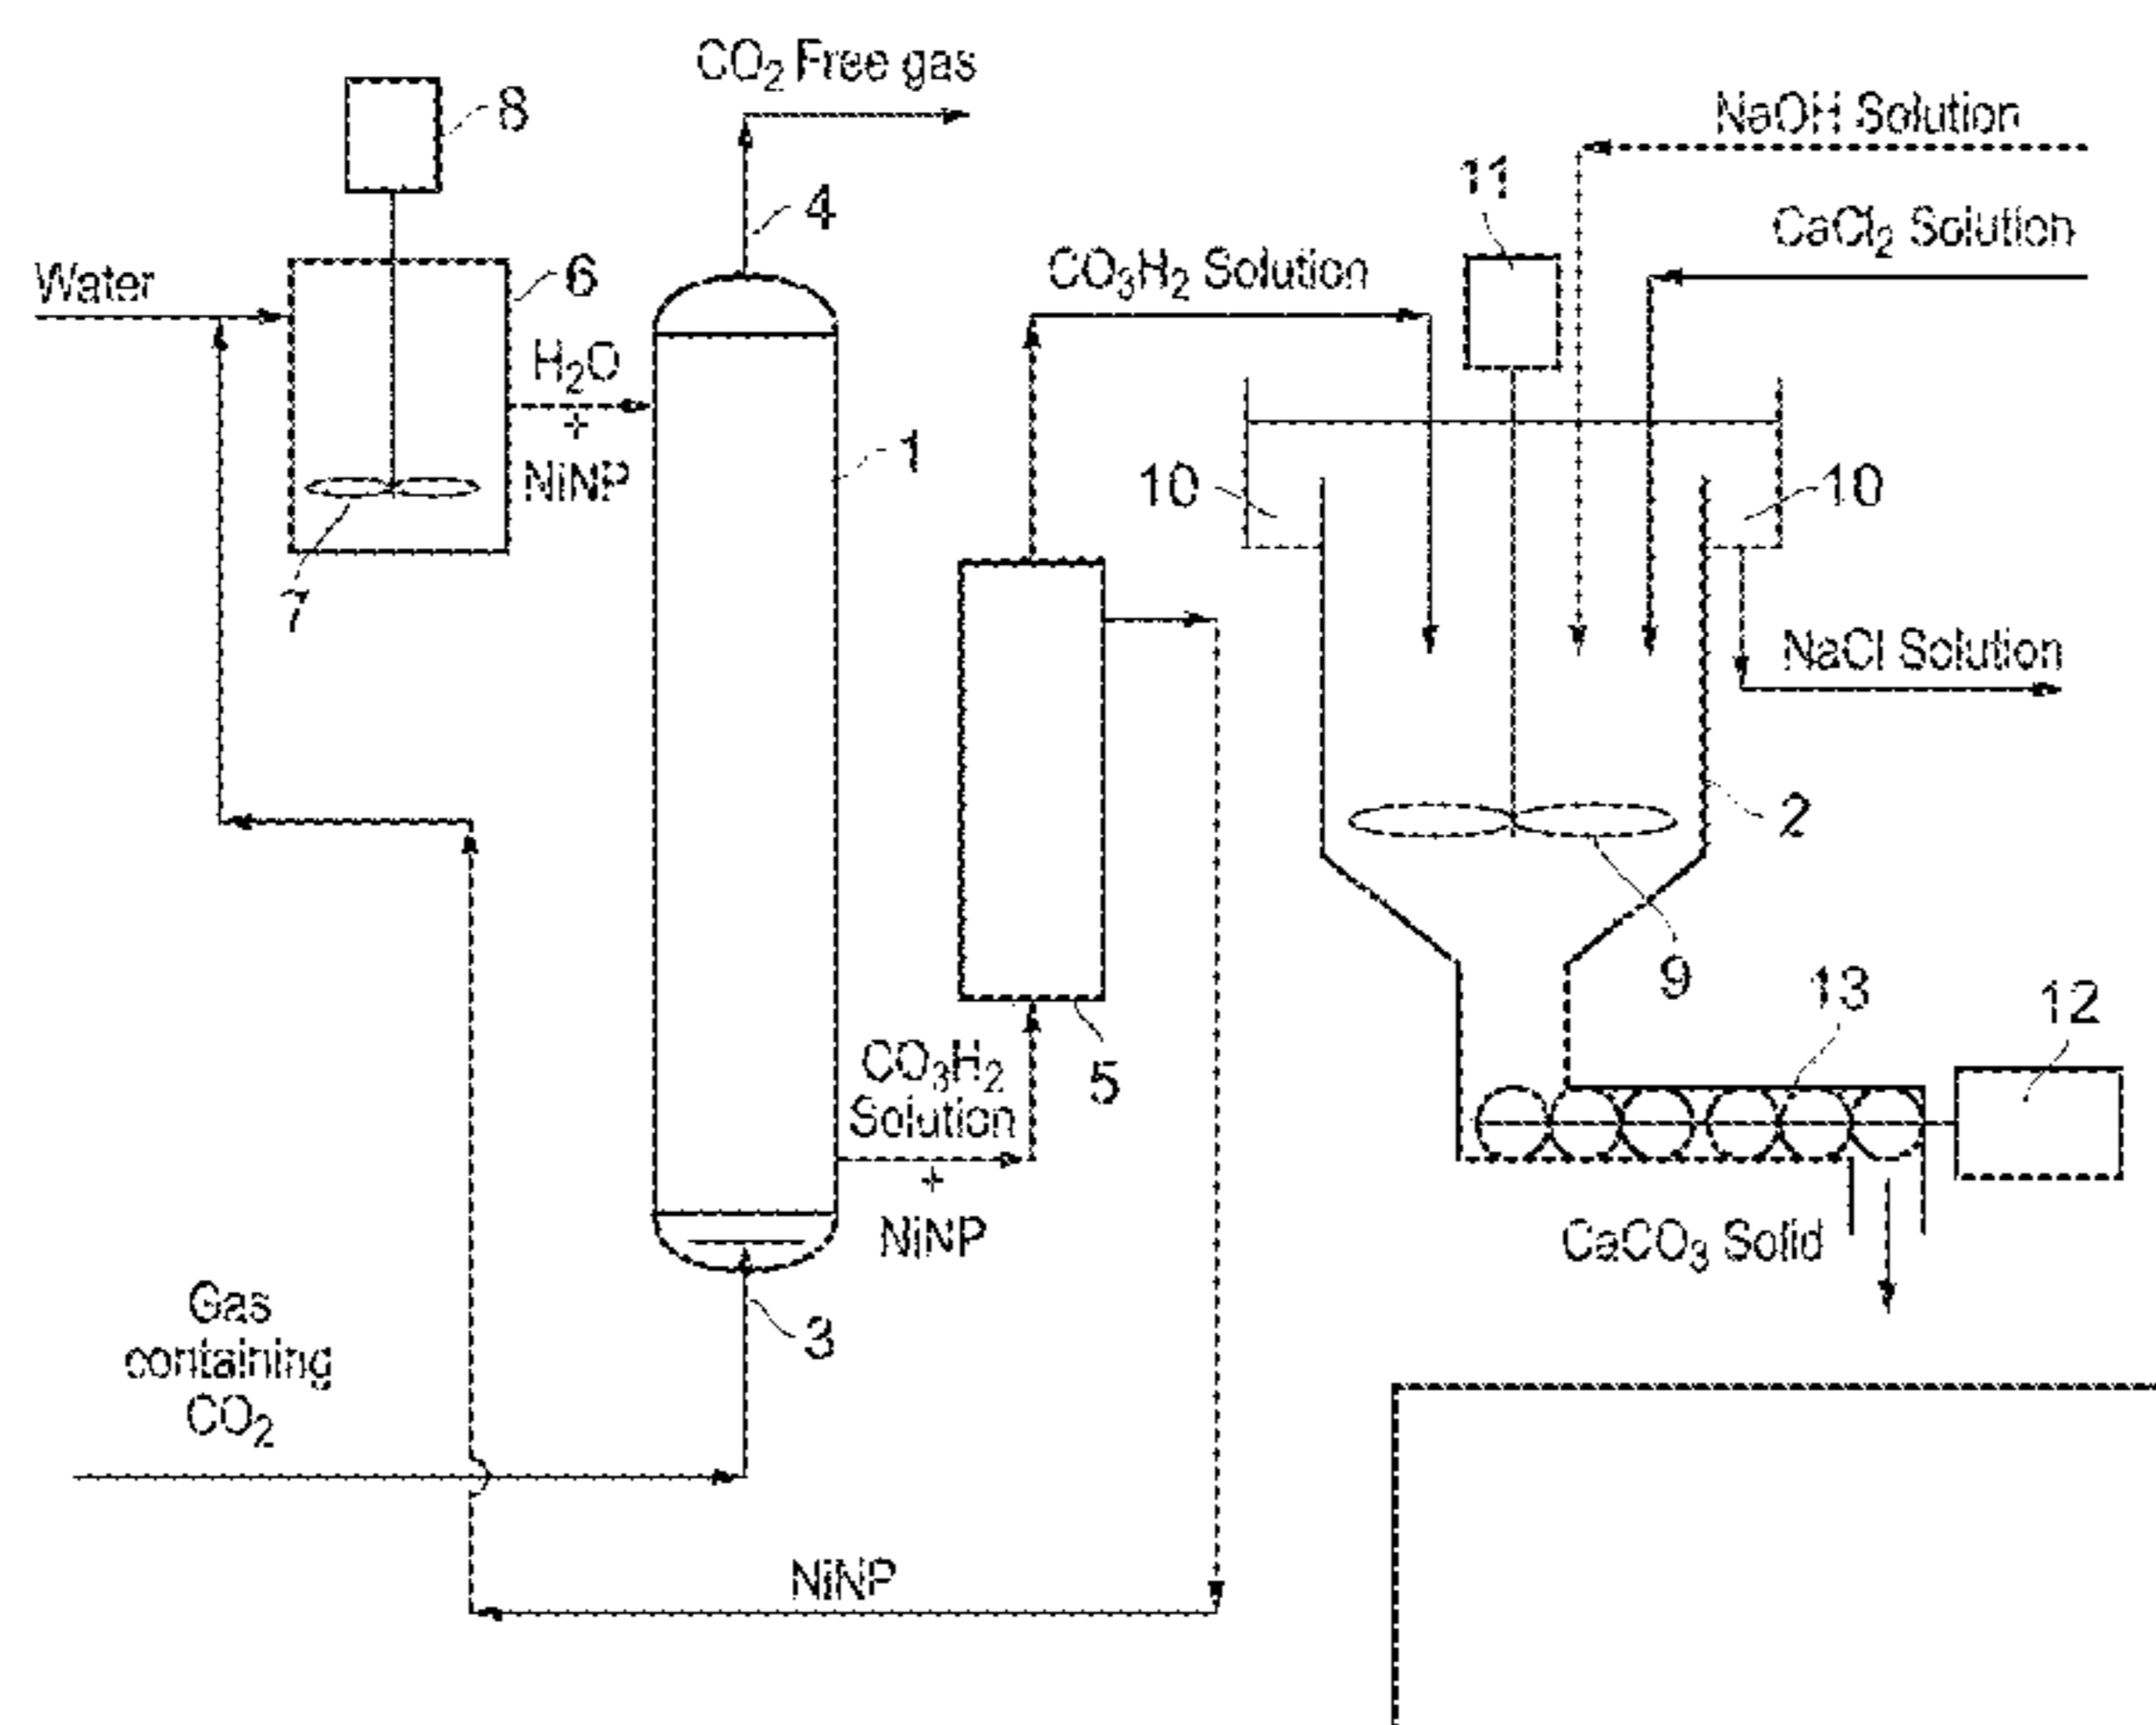 CO₂ Free gas
8
NaOH Solution
11
4
CaCl₂ Solution
Water
6
CO₃H₂ Solution
H₂O
+
NiNP
1
10
10
7
NaCl Solution
2
9
13
12
CO₃H₂
Solution
+
NiNP
5
CaCO₃ Solid
3
Gas
containing
CO₂
NiNP